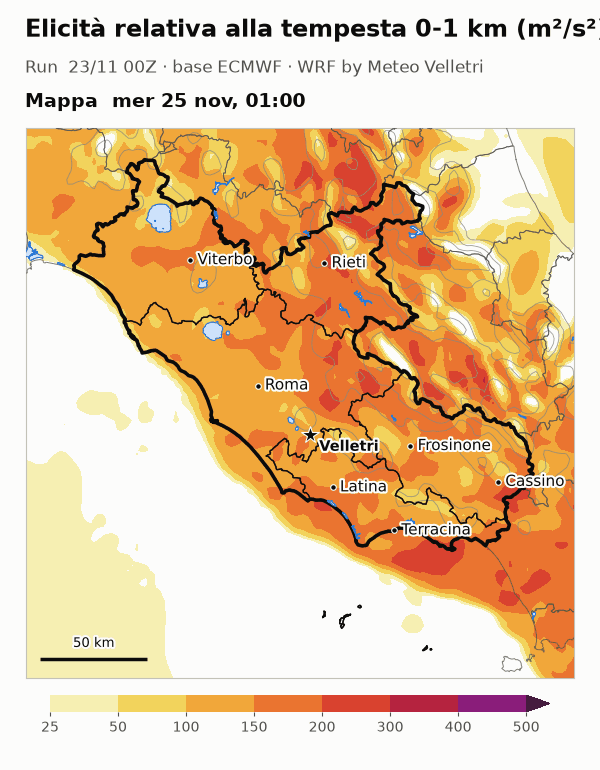 Elicità relativa alla tempesta 0-1 km (m²/s²)
Run 23/11 00Z · base ECMWF · WRF by Meteo Velletri
Mappa mer 25 nov, 01:00
Viterbo
Rieti
Roma
Velletri
Frosinone
Latina
Cassino
Terracina
50 km
25 50 100 150 200 300 400 500